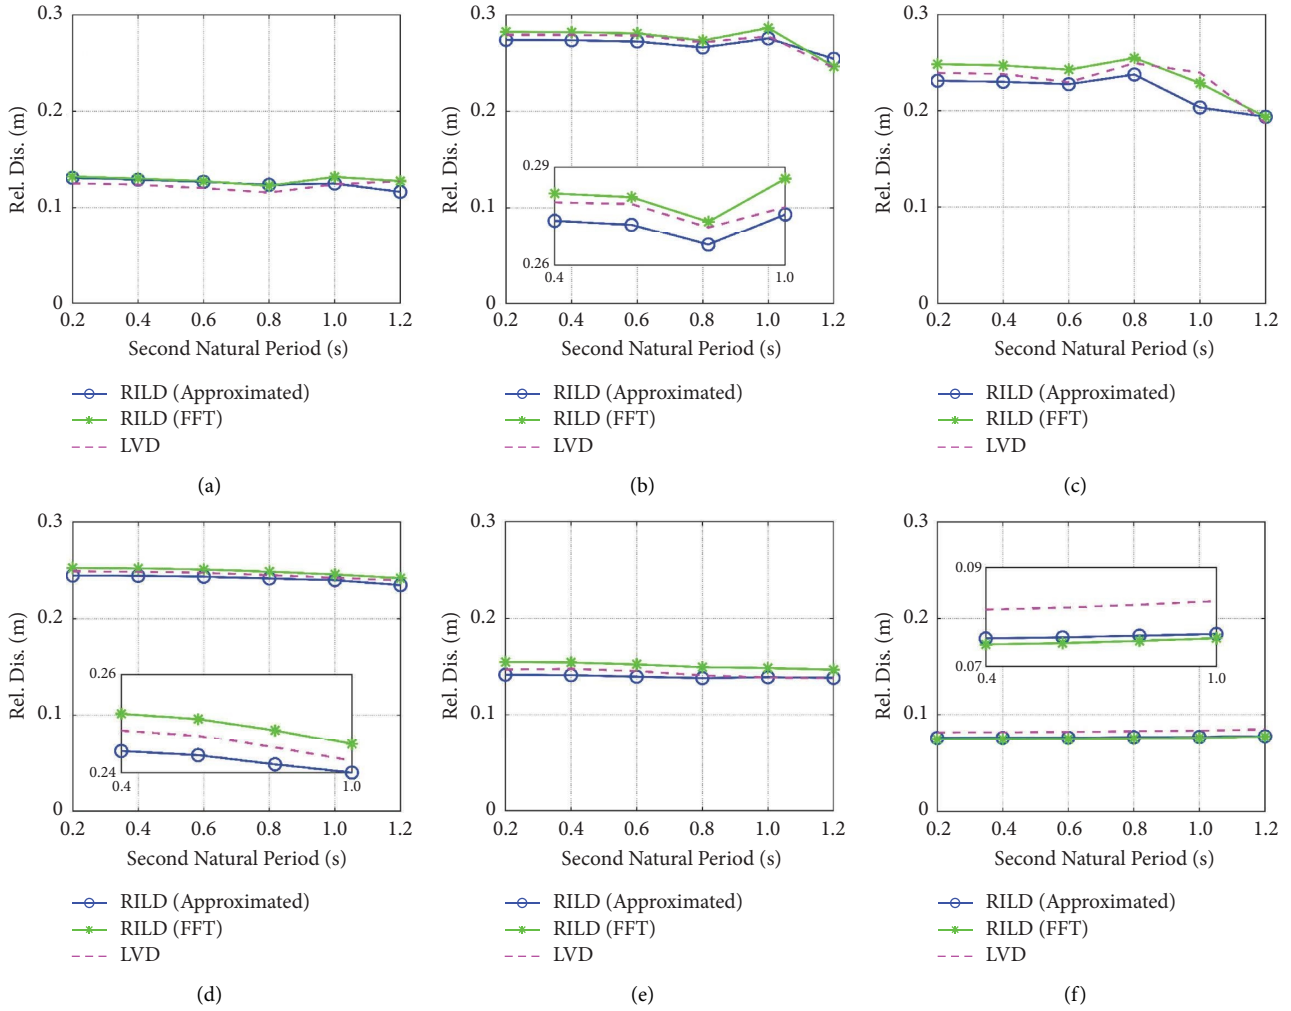 0.3
0.2
0.1
0
Rel. Dis. (m)
0.2 0.4 0.6 0.8 1.0 1.2
Second Natural Period (s)
RILD (Approximated)
RILD (FFT)
LVD
(a)
0.3
0.2
0.1
0
Rel. Dis. (m)
0.29
0.26
0.4 1.0
0.2 0.4 0.6 0.8 1.0 1.2
Second Natural Period (s)
RILD (Approximated)
RILD (FFT)
LVD
(b)
0.3
0.2
0.1
0
Rel. Dis. (m)
0.2 0.4 0.6 0.8 1.0 1.2
Second Natural Period (s)
RILD (Approximated)
RILD (FFT)
LVD
(c)
0.3
0.2
0.1
0
Rel. Dis. (m)
0.26
0.24
0.4 1.0
0.2 0.4 0.6 0.8 1.0 1.2
Second Natural Period (s)
RILD (Approximated)
RILD (FFT)
LVD
(d)
0.3
0.2
0.1
0
Rel. Dis. (m)
0.2 0.4 0.6 0.8 1.0 1.2
Second Natural Period (s)
RILD (Approximated)
RILD (FFT)
LVD
(e)
0.3
0.2
0.1
0
Rel. Dis. (m)
0.09
0.07
0.4 1.0
0.2 0.4 0.6 0.8 1.0 1.2
Second Natural Period (s)
RILD (Approximated)
RILD (FFT)
LVD
(f)